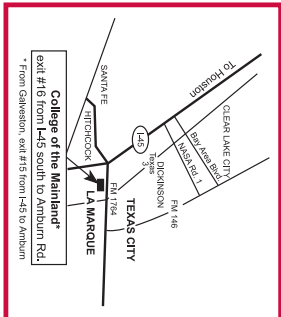 To Houston
CLEAR LAKE CITY
Bay Area Blvd.
NASA Rd. 1
I-45
Texas
3
DICKINSON
FM 146
SANTA FE
HITCHCOCK
FM 1764
TEXAS CITY
LA MARQUE
College of the Mainland*
exit #16 from I-45 south to Amburn Rd.
* From Galveston, exit #15 from I-45 to Amburn